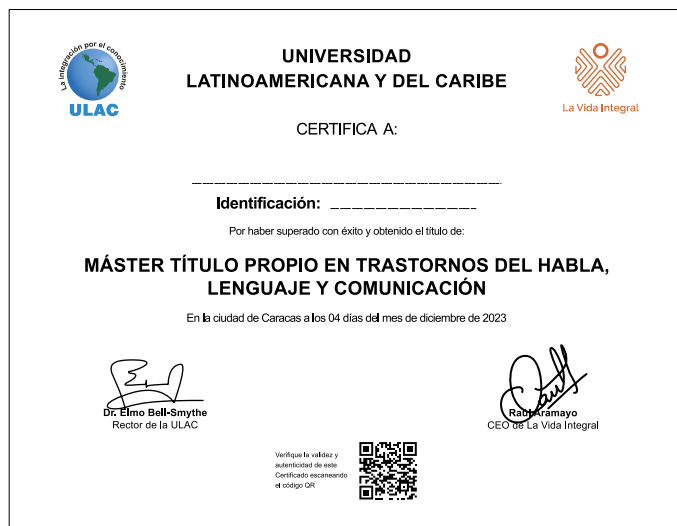 La integración por el conocimiento
ULAC
UNIVERSIDAD
LATINOAMERICANA Y DEL CARIBE
La Vida Integral
CERTIFICA A:
Identificación:
Por haber superado con éxito y obtenido el título de:
MÁSTER TÍTULO PROPIO EN TRASTORNOS DEL HABLA,
LENGUAJE Y COMUNICACIÓN
En la ciudad de Caracas a los 04 días del mes de diciembre de 2023
Dr. Elmo Bell-Smythe
Rector de la ULAC
Raúl Aramayo
CEO de La Vida Integral
Verifique la validez y
autenticidad de este
Certificado escaneando
el código QR